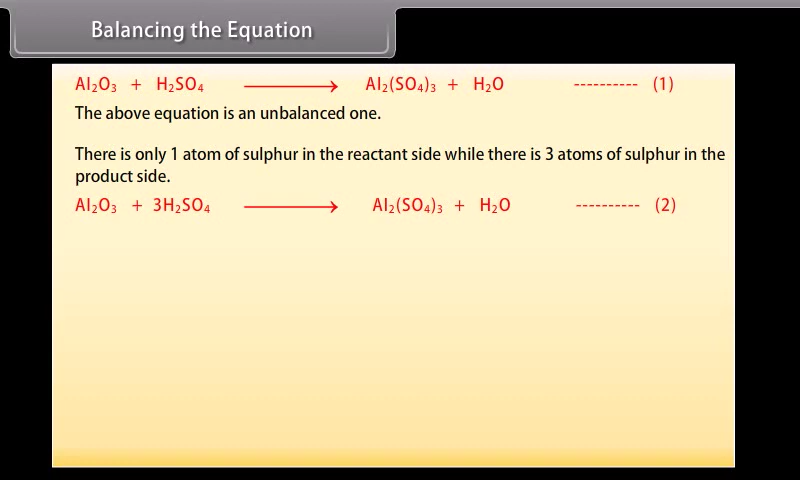 Balancing the Equation
Al₂O₃ + H₂SO₄ ⟶ Al₂(SO₄)₃ + H₂O ---------- (1)
The above equation is an unbalanced one.
There is only 1 atom of sulphur in the reactant side while there is 3 atoms of sulphur in the
product side.
Al₂O₃ + 3H₂SO₄ ⟶ Al₂(SO₄)₃ + H₂O ---------- (2)